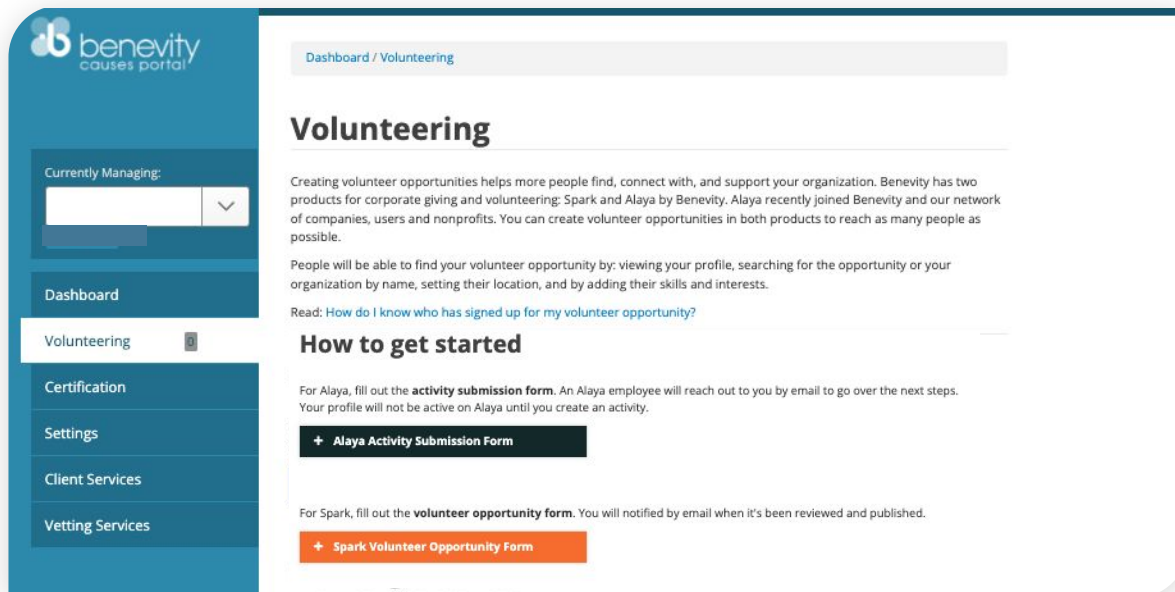 benevity
causes portal
Currently Managing:
Dashboard
Volunteering 0
Certification
Settings
Client Services
Vetting Services
Dashboard / Volunteering
Volunteering
Creating volunteer opportunities helps more people find, connect with, and support your organization. Benevity has two
products for corporate giving and volunteering: Spark and Alaya by Benevity. Alaya recently joined Benevity and our network
of companies, users and nonprofits. You can create volunteer opportunities in both products to reach as many people as
possible.
People will be able to find your volunteer opportunity by: viewing your profile, searching for the opportunity or your
organization by name, setting their location, and by adding their skills and interests.
Read: How do I know who has signed up for my volunteer opportunity?
How to get started
For Alaya, fill out the activity submission form. An Alaya employee will reach out to you by email to go over the next steps.
Your profile will not be active on Alaya until you create an activity.
+ Alaya Activity Submission Form
For Spark, fill out the volunteer opportunity form. You will notified by email when it's been reviewed and published.
+ Spark Volunteer Opportunity Form